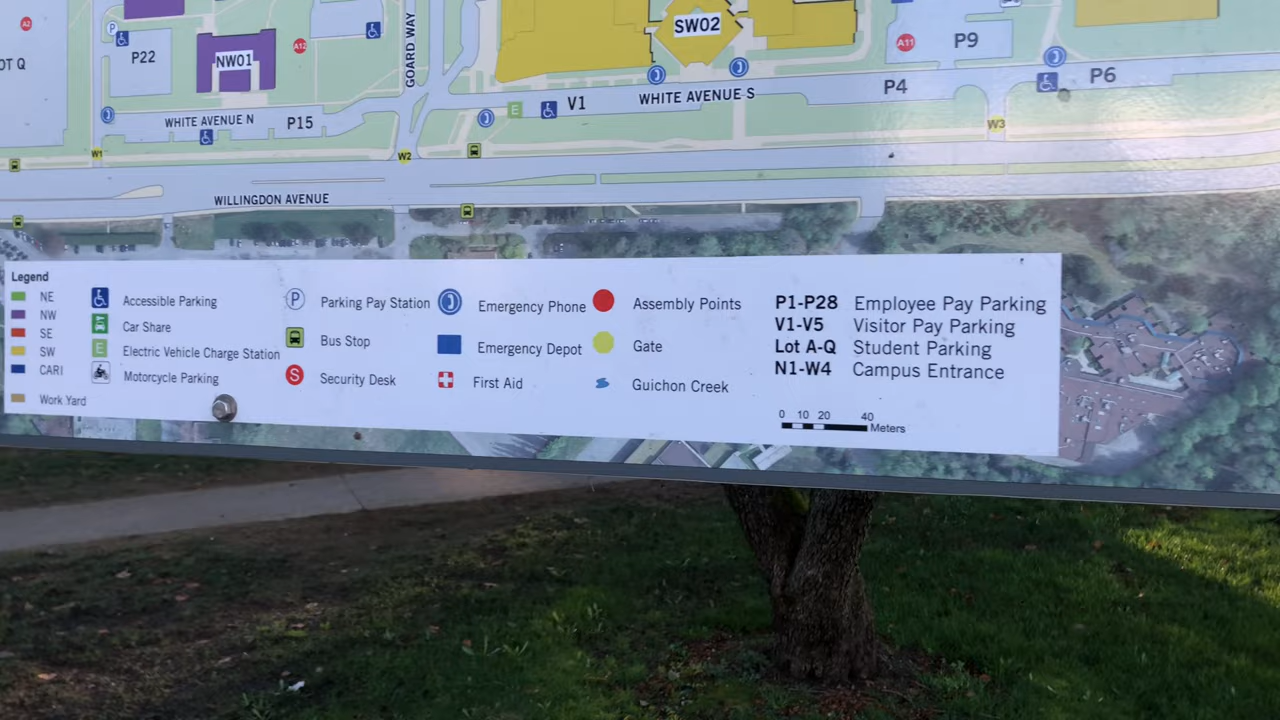 A2
P
P22
NW01
A12
GOARD WAY
SW02
A11
P9
OT Q
WHITE AVENUE N
P15
E
V1
WHITE AVENUE S
P4
P6
W1
W2
W3
WILLINGDON AVENUE
Legend
NE
NW
SE
SW
CARI
Work Yard
Accessible Parking
Car Share
E Electric Vehicle Charge Station
Motorcycle Parking
P Parking Pay Station
Bus Stop
S Security Desk
Emergency Phone
Emergency Depot
First Aid
Assembly Points
Gate
Guichon Creek
P1-P28 Employee Pay Parking
V1-V5 Visitor Pay Parking
Lot A-Q Student Parking
N1-W4 Campus Entrance
0 10 20 40
Meters